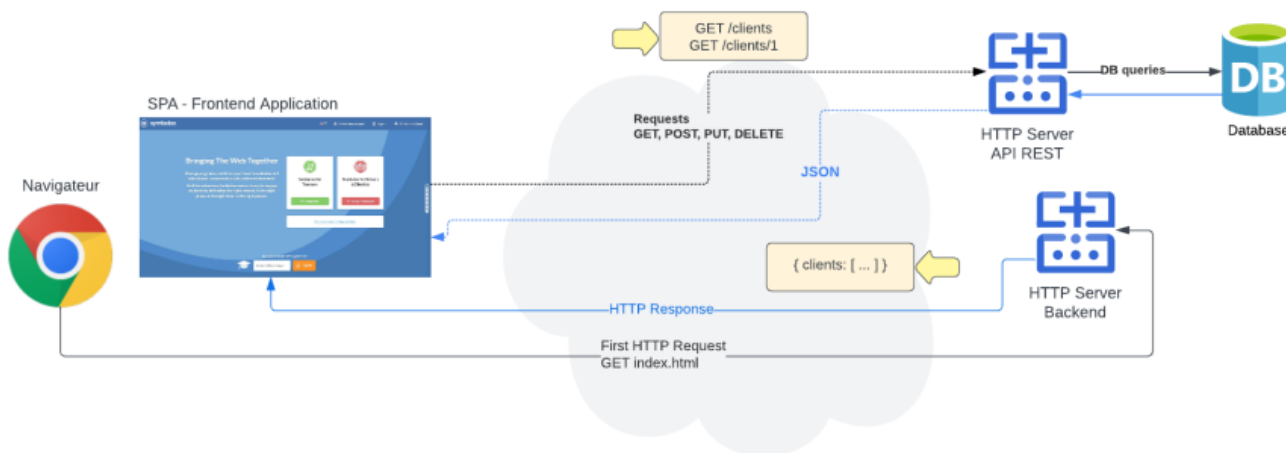 GET /clients
GET /clients/1
DB queries
DB
Database
SPA - Frontend Application
Requests
GET, POST, PUT, DELETE
HTTP Server
API REST
Bringing The Web Together
JSON
Navigateur
{ clients: [ ... ] }
HTTP Server
Backend
HTTP Response
First HTTP Request
GET index.html